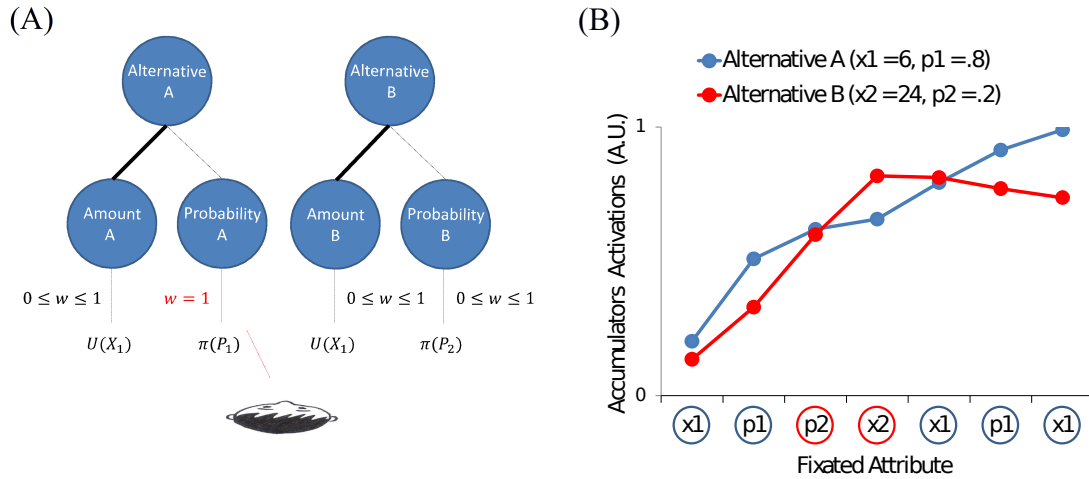 (A)
Alternative
A
Alternative
B
Amount
A
Probability
A
Amount
B
Probability
B
0 ≤ w ≤ 1
w = 1
0 ≤ w ≤ 1
0 ≤ w ≤ 1
U(X₁)
π(P₁)
U(X₁)
π(P₂)
(B)
Alternative A (x1 =6, p1 =.8)
Alternative B (x2 =24, p2 =.2)
Accumulators Activations (A.U.)
1
0
x1 p1 p2 x2 x1 p1 x1
Fixated Attribute